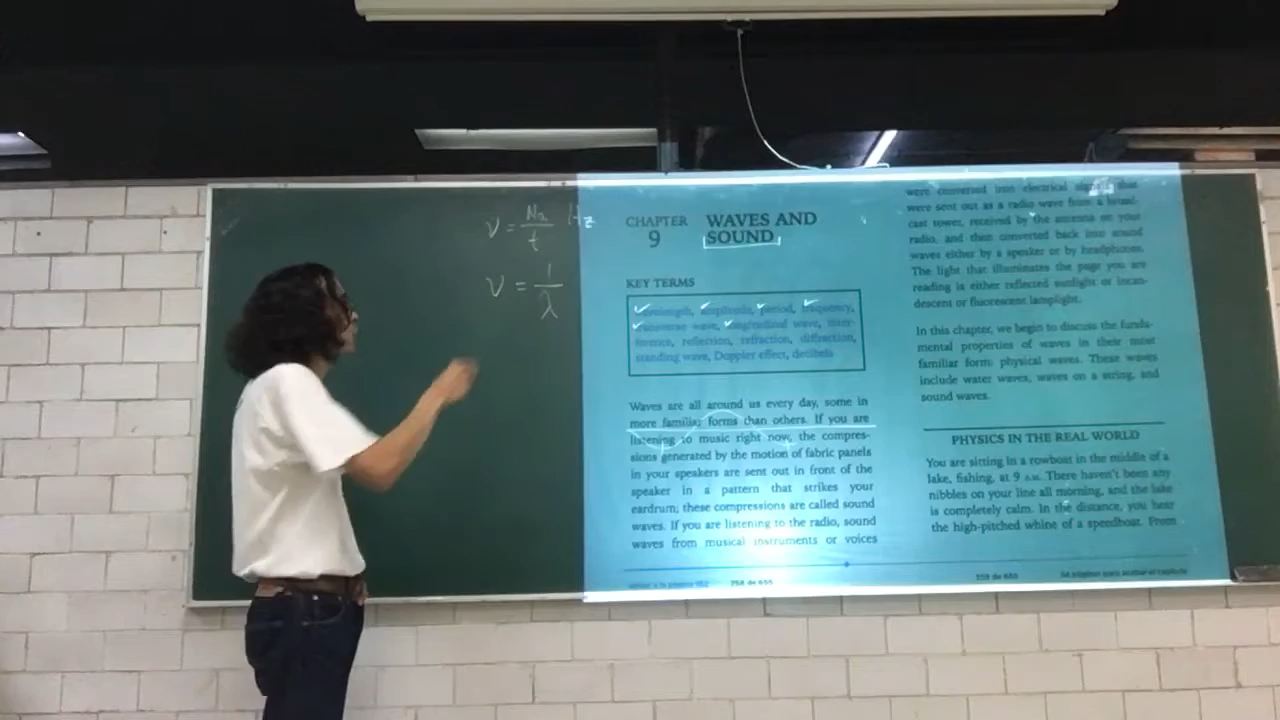 ν = No/t Hz
ν = 1/λ
CHAPTER
9
WAVES AND
SOUND
KEY TERMS
wavelength, amplitude, period, frequency,
transverse wave, longitudinal wave, inter-
ference, reflection, refraction, diffraction,
standing wave, Doppler effect, decibels
Waves are all around us every day, some in
more familiar forms than others. If you are
listening to music right now, the compres-
sions generated by the motion of fabric panels
in your speakers are sent out in front of the
speaker in a pattern that strikes your
eardrum; these compressions are called sound
waves. If you are listening to the radio, sound
waves from musical instruments or voices
258 de 655
were converted into electrical signals that
were sent out as a radio wave from a broad-
cast tower, received by the antenna on your
radio, and then converted back into sound
waves either by a speaker or by headphones.
The light that illuminates the page you are
reading is either reflected sunlight or incan-
descent or fluorescent lamplight.
In this chapter, we begin to discuss the funda-
mental properties of waves in their most
familiar form: physical waves. These waves
include water waves, waves on a string, and
sound waves.
PHYSICS IN THE REAL WORLD
You are sitting in a rowboat in the middle of a
lake, fishing, at 9 A.M. There haven't been any
nibbles on your line all morning, and the lake
is completely calm. In the distance, you hear
the high-pitched whine of a speedboat. From
259 de 655